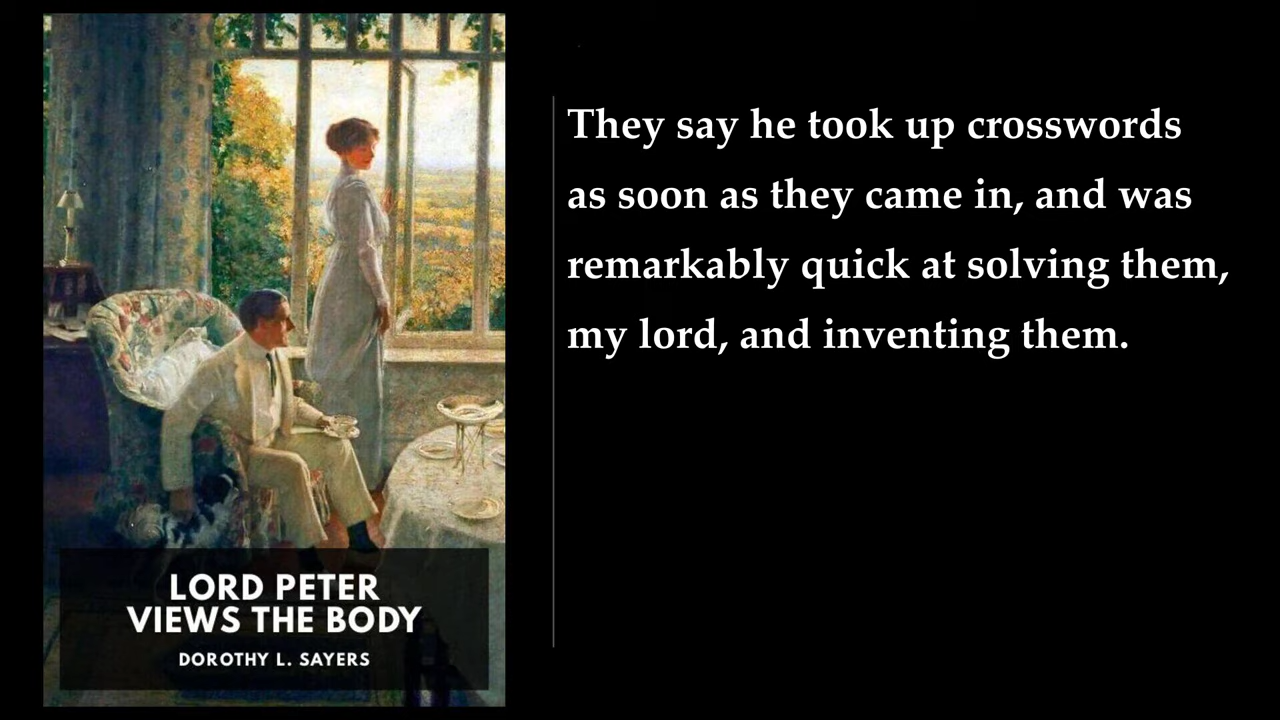 They say he took up crosswords
as soon as they came in, and was
remarkably quick at solving them,
my lord, and inventing them.
LORD PETER
VIEWS THE BODY
DOROTHY L. SAYERS